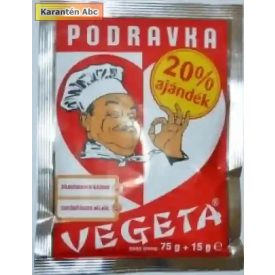 Karantén Abc
PODRAVKA
20%
ajándék
VEGETA®
75 g + 15 g e